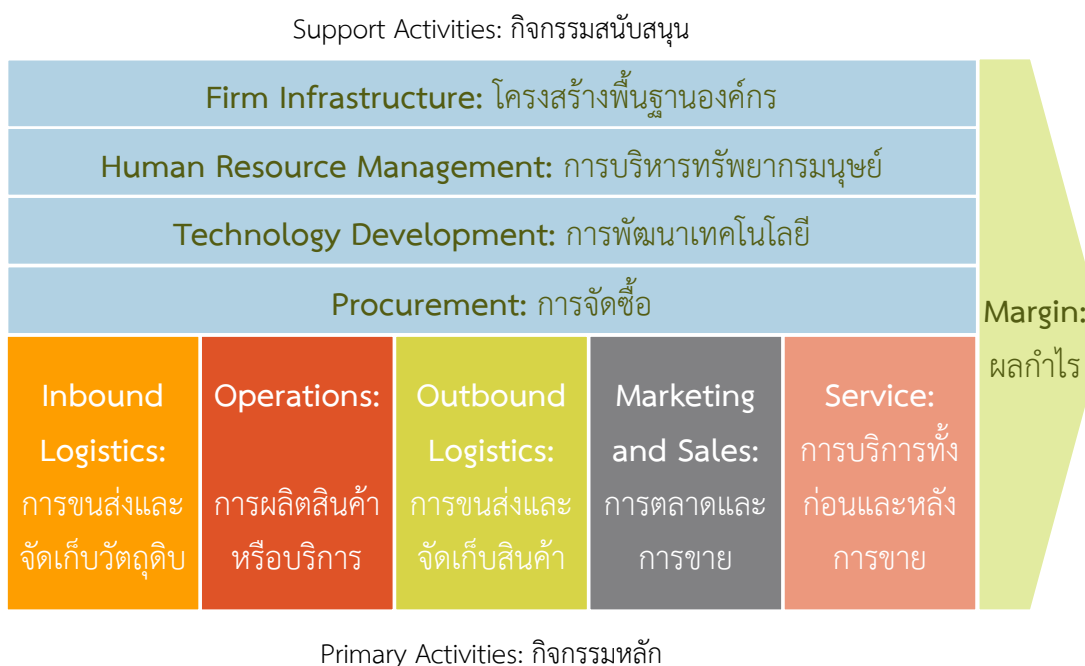 Support Activities: กิจกรรมสนับสนุน
Firm Infrastructure: โครงสร้างพื้นฐานองค์กร
Human Resource Management: การบริหารทรัพยากรมนุษย์
Technology Development: การพัฒนาเทคโนโลยี
Procurement: การจัดซื้อ
Margin:
ผลกำไร
Inbound
Logistics:
การขนส่งและ
จัดเก็บวัตถุดิบ
Operations:
การผลิตสินค้า
หรือบริการ
Outbound
Logistics:
การขนส่งและ
จัดเก็บสินค้า
Marketing
and Sales:
การตลาดและ
การขาย
Service:
การบริการทั้ง
ก่อนและหลัง
การขาย
Primary Activities: กิจกรรมหลัก